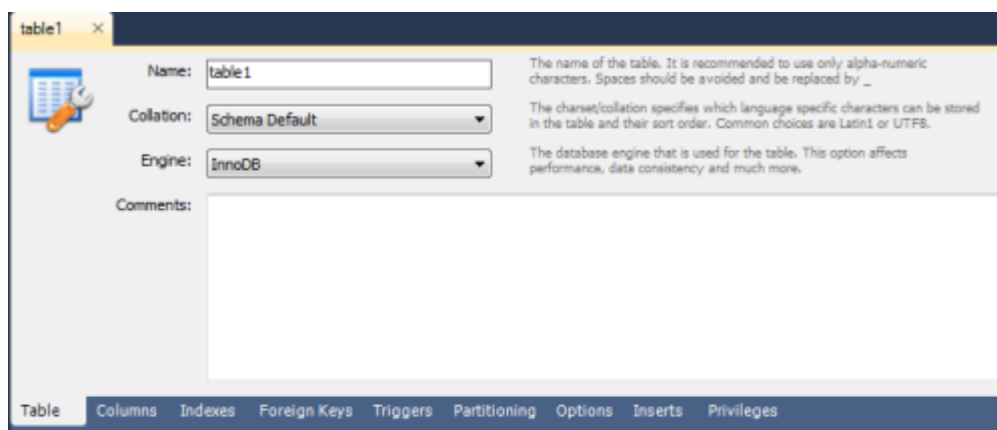 table1 ×
Name: table1
The name of the table. It is recommended to use only alpha-numeric
characters. Spaces should be avoided and be replaced by _
Collation: Schema Default
The charset/collation specifies which language specific characters can be stored
in the table and their sort order. Common choices are Latin1 or UTF8.
Engine: InnoDB
The database engine that is used for the table. This option affects
performance, data consistency and much more.
Comments:
Table Columns Indexes Foreign Keys Triggers Partitioning Options Inserts Privileges